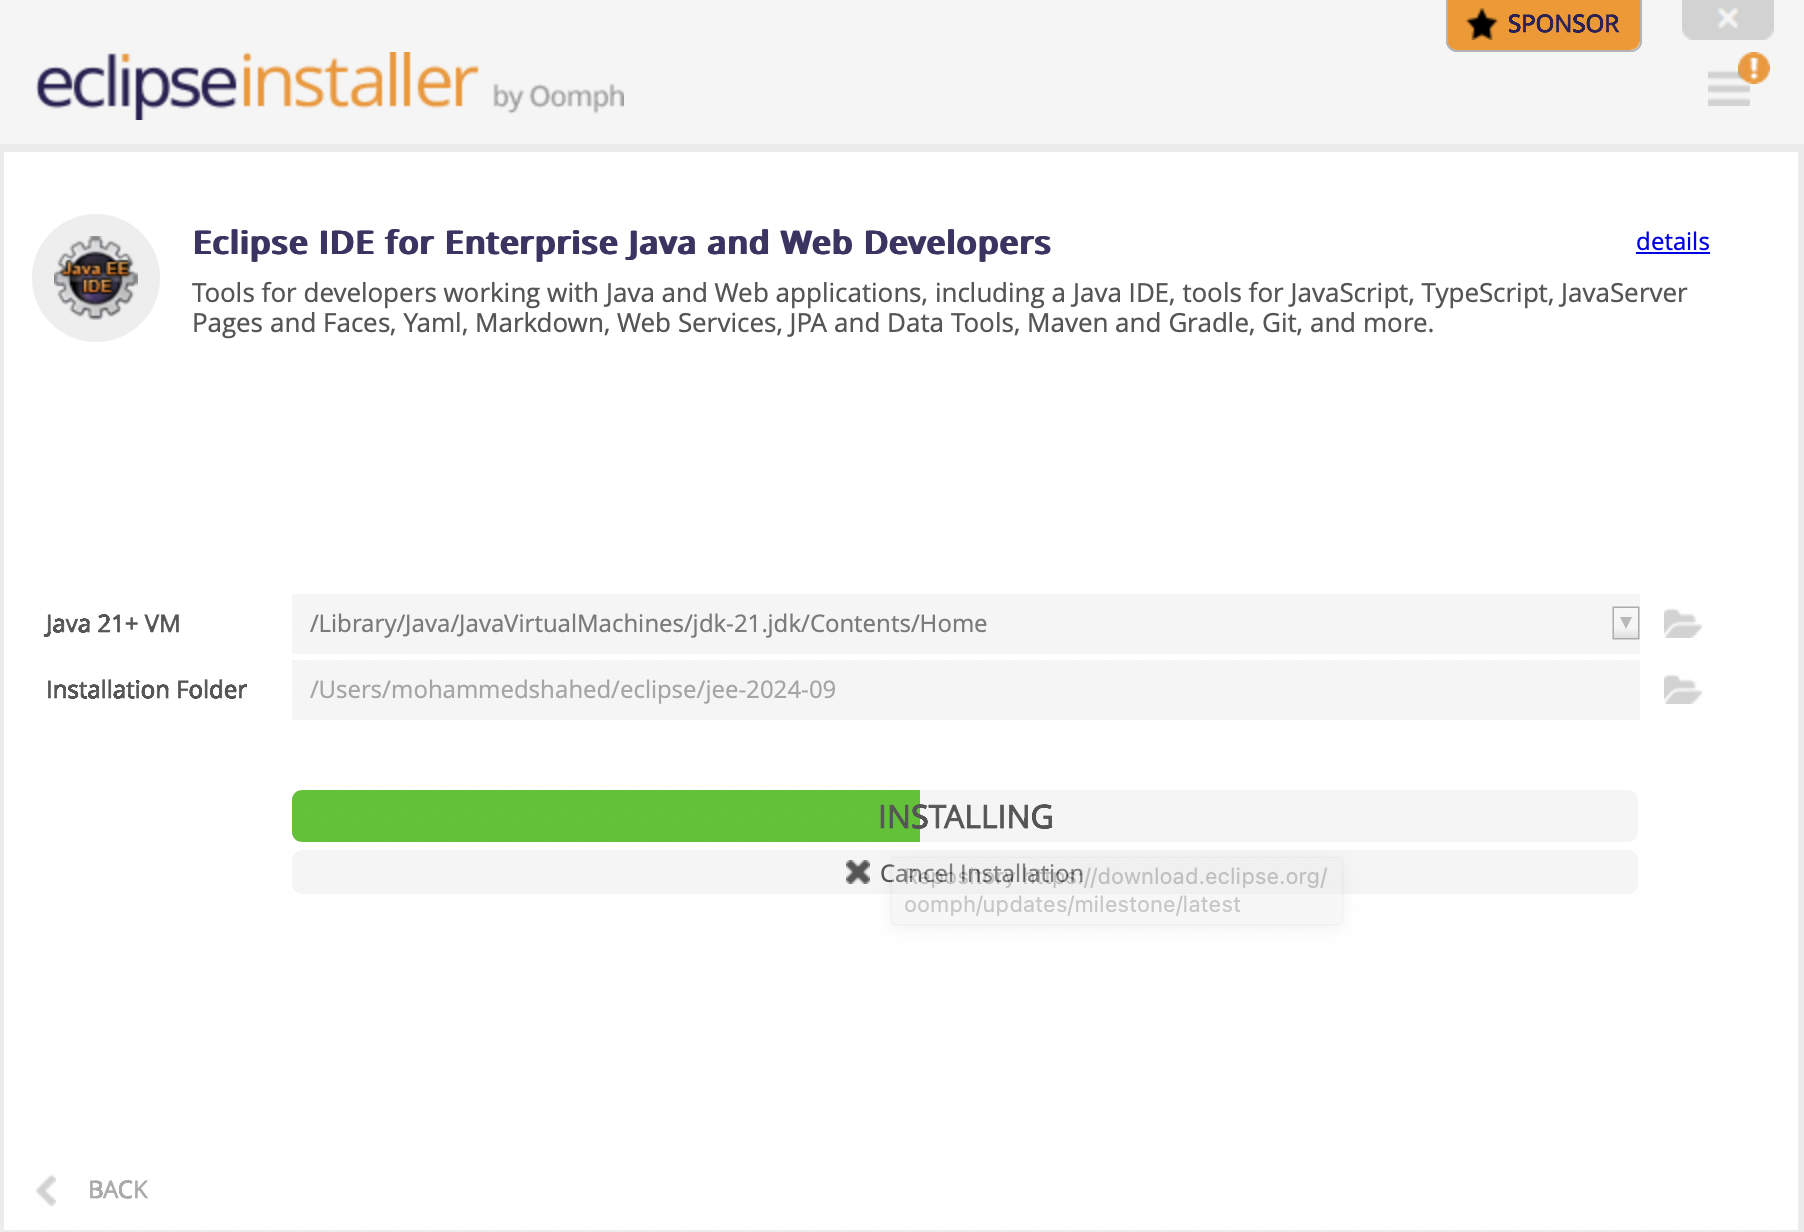 SPONSOR
eclipseinstaller by Oomph
Eclipse IDE for Enterprise Java and Web Developers
details
Java EE
IDE
Tools for developers working with Java and Web applications, including a Java IDE, tools for JavaScript, TypeScript, JavaServer
Pages and Faces, Yaml, Markdown, Web Services, JPA and Data Tools, Maven and Gradle, Git, and more.
Java 21+ VM
/Library/Java/JavaVirtualMachines/jdk-21.jdk/Contents/Home
Installation Folder
/Users/mohammedshahed/eclipse/jee-2024-09
INSTALLING
Cancel Installation
Repository https://download.eclipse.org/
oomph/updates/milestone/latest
BACK